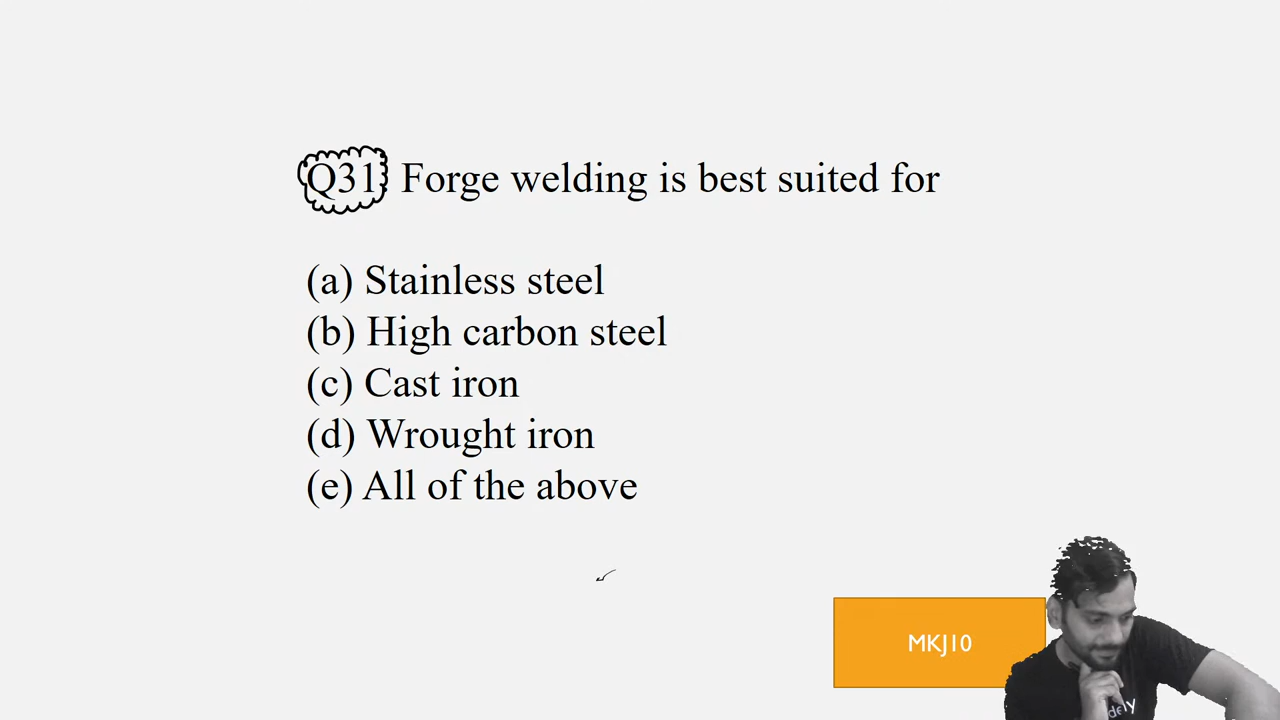 Q31. Forge welding is best suited for
(a) Stainless steel
(b) High carbon steel
(c) Cast iron
(d) Wrought iron
(e) All of the above
MKJ10